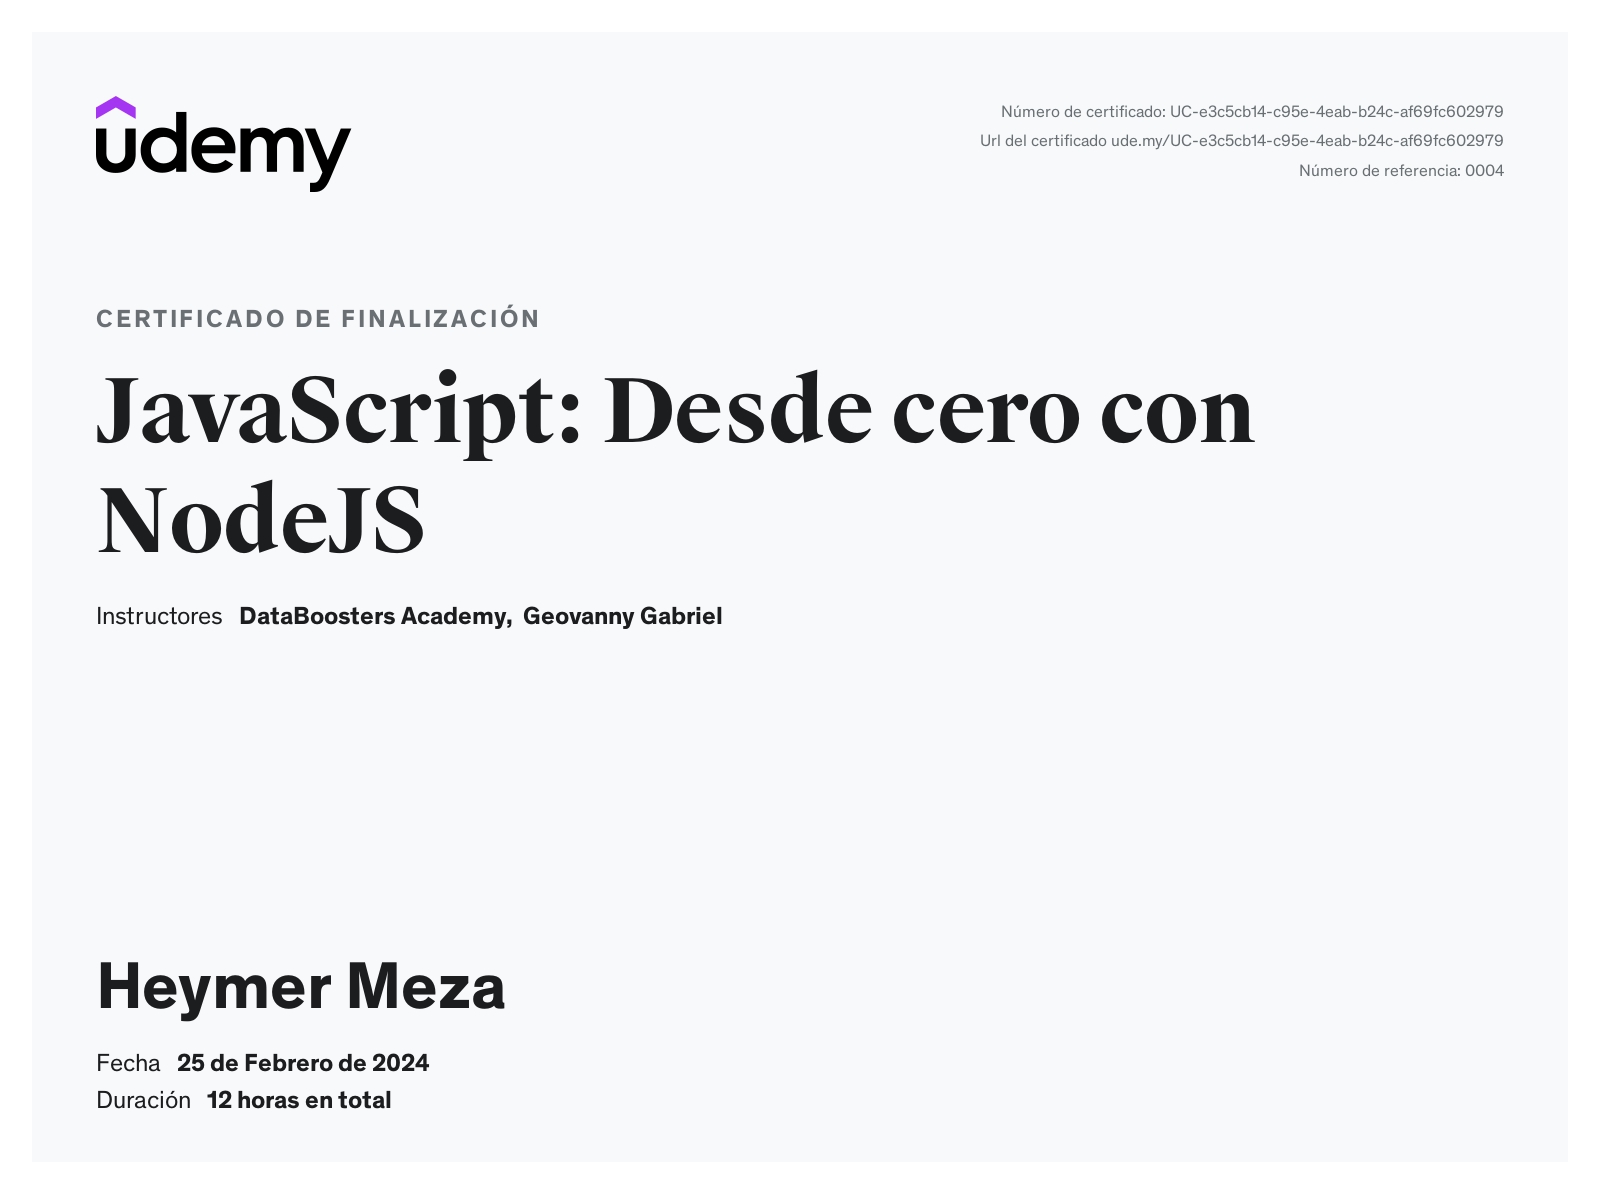 udemy
Número de certificado: UC-e3c5cb14-c95e-4eab-b24c-af69fc602979
Url del certificado ude.my/UC-e3c5cb14-c95e-4eab-b24c-af69fc602979
Número de referencia: 0004
CERTIFICADO DE FINALIZACIÓN
JavaScript: Desde cero con
NodeJS
Instructores DataBoosters Academy, Geovanny Gabriel
Heymer Meza
Fecha 25 de Febrero de 2024
Duración 12 horas en total